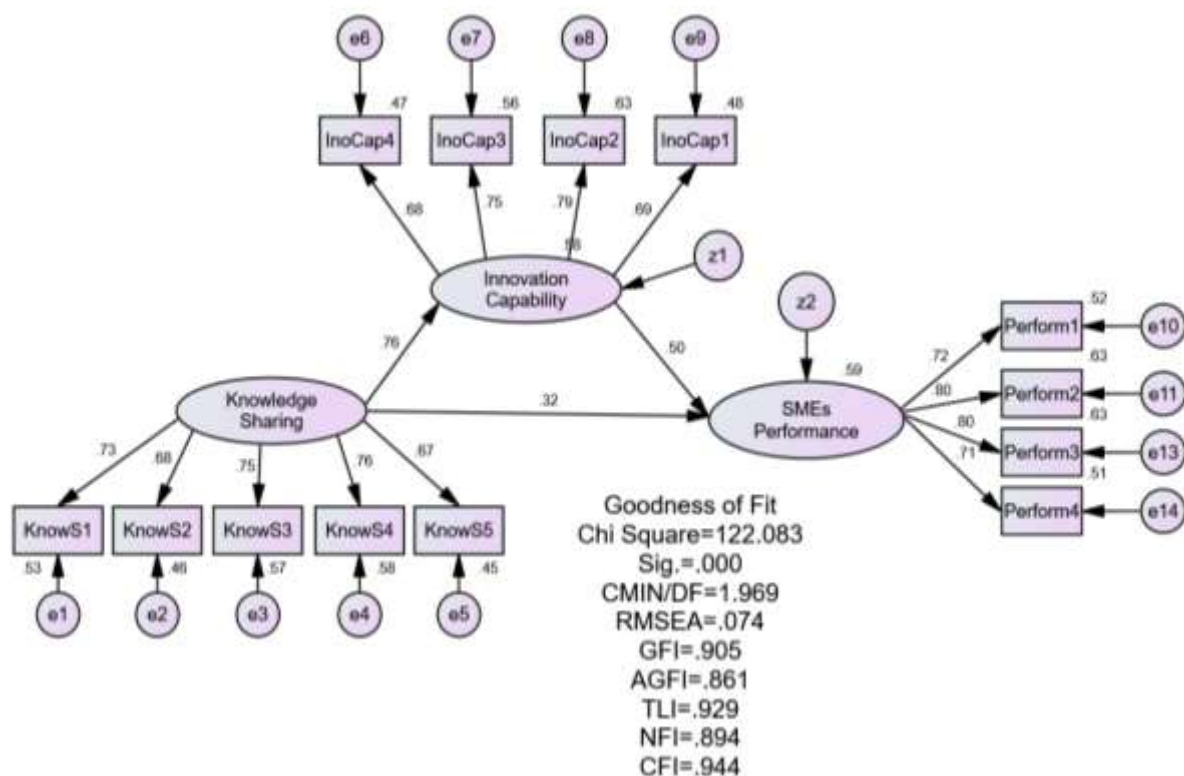 e6 e7 e8 e9
.47 .56 .63 .48
InoCap4 InoCap3 InoCap2 InoCap1
.68 .75 .79 .69
.58
Innovation
Capability
z1
z2
.76 .50
.52
Perform1 e10
.72 .63
.59
Perform2 e11
.80 .63
Knowledge
Sharing
.32
SMEs
Performance
.80
Perform3 e13
.71 .51
Perform4 e14
.73 .68 .75 .76 .67
KnowS1 KnowS2 KnowS3 KnowS4 KnowS5
.53 .46 .57 .58 .45
e1 e2 e3 e4 e5
Goodness of Fit
Chi Square=122.083
Sig.=.000
CMIN/DF=1.969
RMSEA=.074
GFI=.905
AGFI=.861
TLI=.929
NFI=.894
CFI=.944